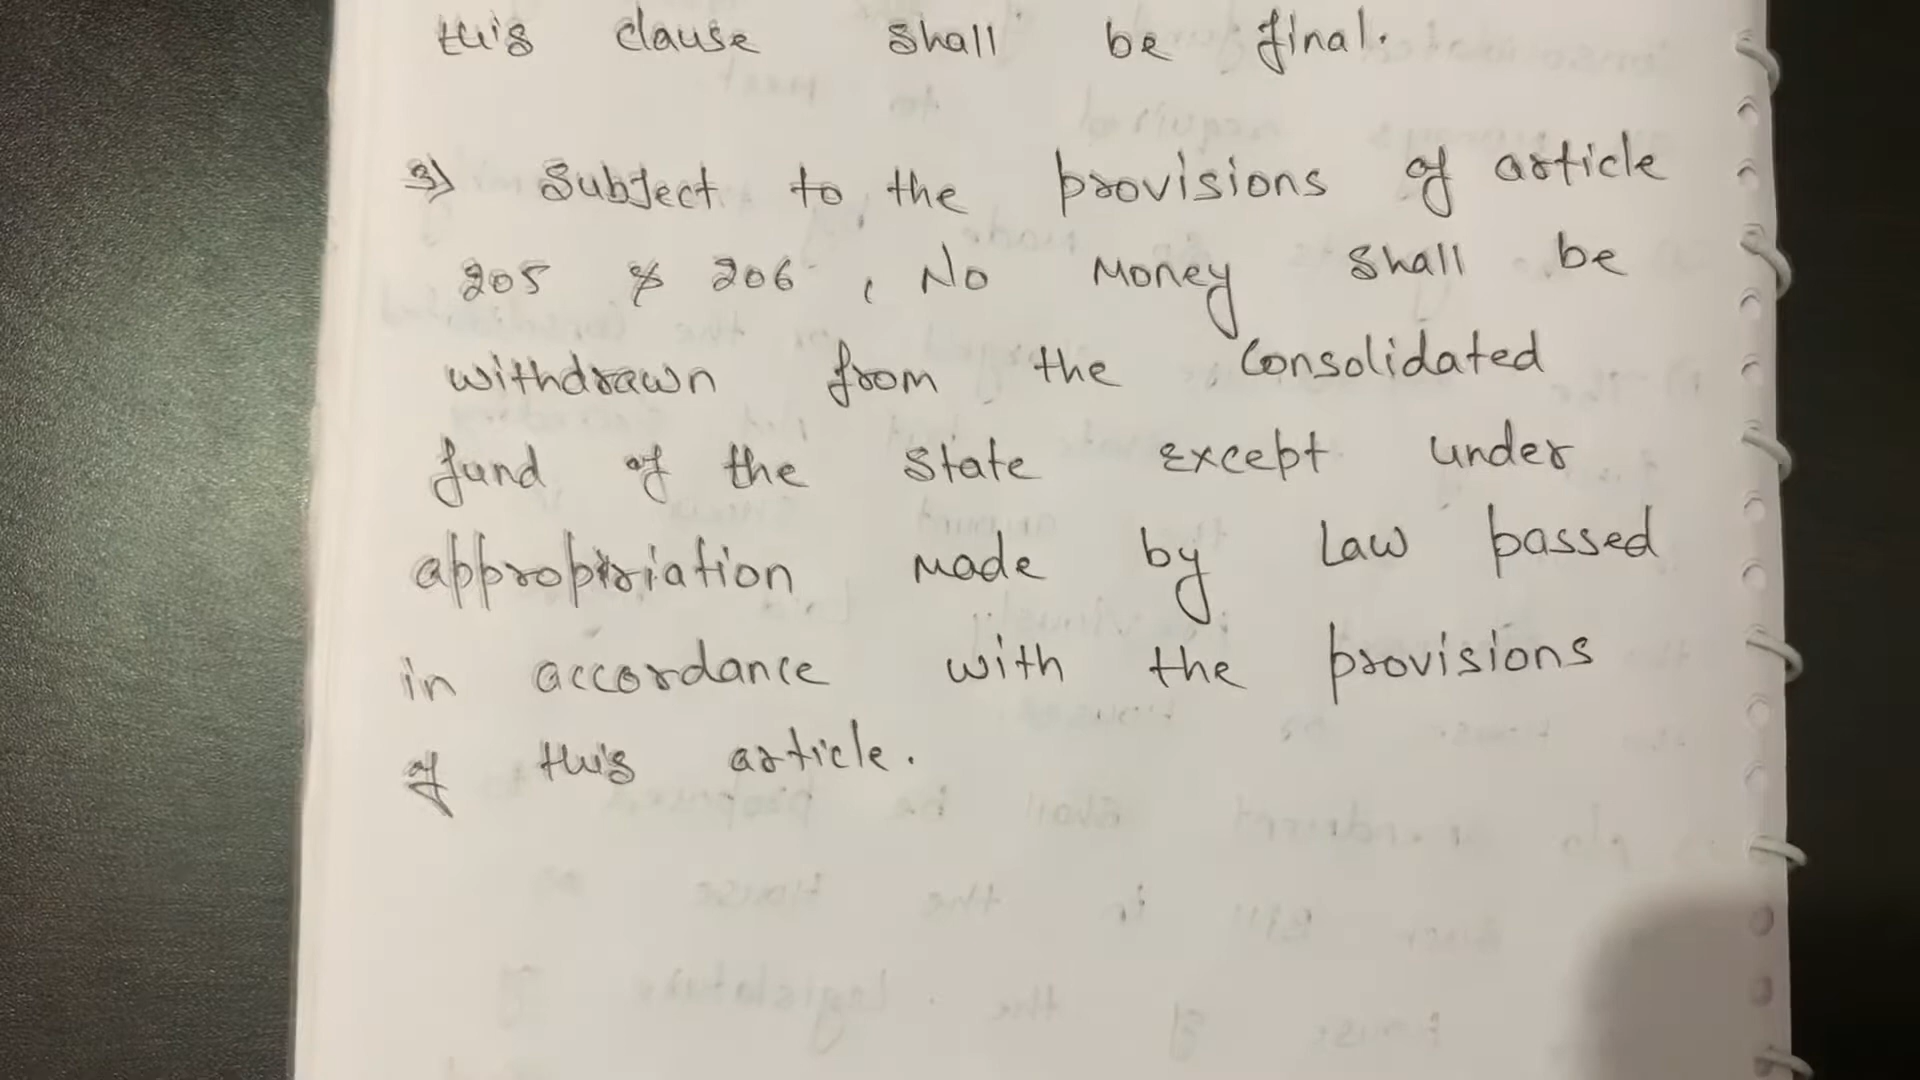 this clause shall be final.
3) Subject to the provisions of article
205 & 206, No Money shall be
withdrawn from the Consolidated
fund of the state except under
appropriation made by Law passed
in accordance with the provisions
of this article.